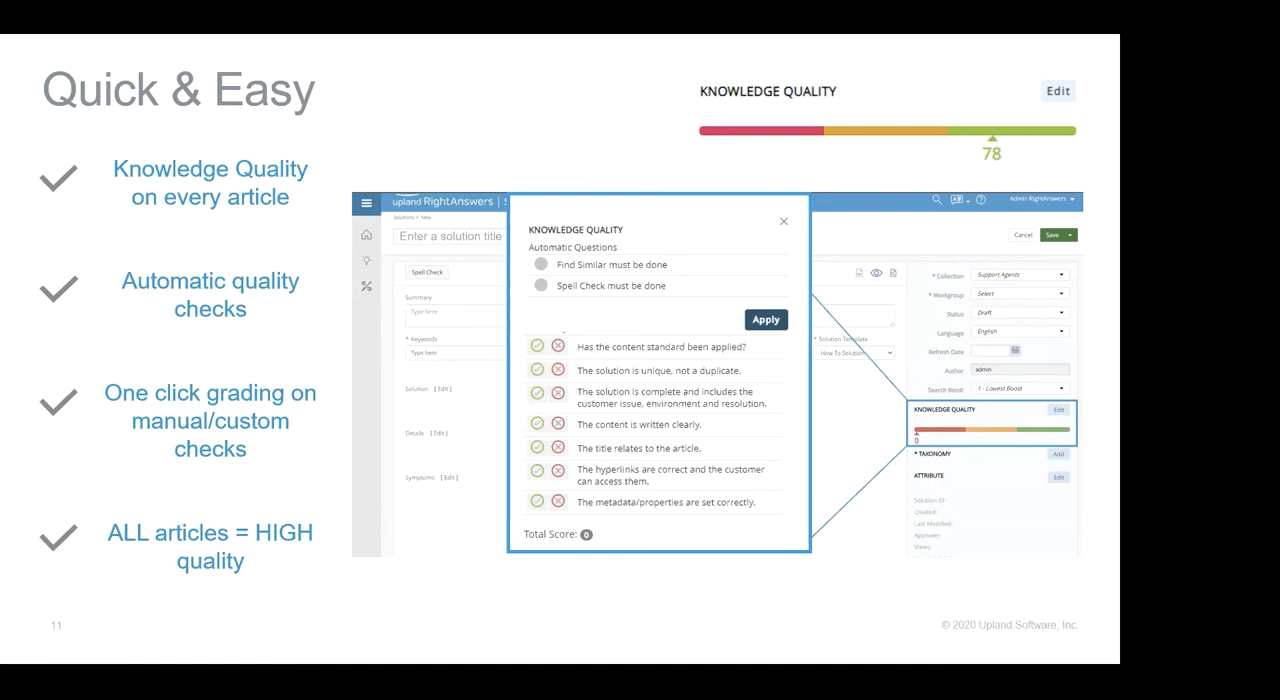 Quick & Easy
KNOWLEDGE QUALITY
Edit
78
Knowledge Quality
on every article
Automatic quality
checks
One click grading on
manual/custom
checks
ALL articles = HIGH
quality
upland RightAnswers | S
Admin RightAnswers
Solutions > New
Enter a solution title
Cancel
Save
Spell Check
Summary
Type here
* Keywords
Type here
Solution [Edit]
Details [Edit]
Symptoms [Edit]
KNOWLEDGE QUALITY
Automatic Questions
Find Similar must be done
Spell Check must be done
Apply
Has the content standard been applied?
The solution is unique, not a duplicate.
The solution is complete and includes the
customer issue, environment and resolution.
The content is written clearly.
The title relates to the article.
The hyperlinks are correct and the customer
can access them.
The metadata/properties are set correctly.
Total Score: 0
* Solution Template
How To Solution
* Collection Support Agents
* Workgroup Select
Status Draft
Language English
Refresh Date
Author admin
Search Boost 1 - Lowest Boost
KNOWLEDGE QUALITY Edit
0
* TAXONOMY Add
ATTRIBUTE Edit
Solution ID:
Created:
Last Modified:
Approver:
Views:
11
© 2020 Upland Software, Inc.